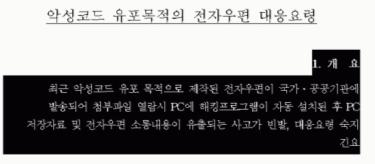 악성코드 유포목적의 전자우편 대응요령
1. 개 요
최근 악성코드 유포 목적으로 제작된 전자우편이 국가·공공기관에
발송되어 첨부파일 열람시 PC에 해킹프로그램이 자동 설치된 후 PC
저장자료 및 전자우편 소통내용이 유출되는 사고가 빈발, 대응요령 숙지
긴요